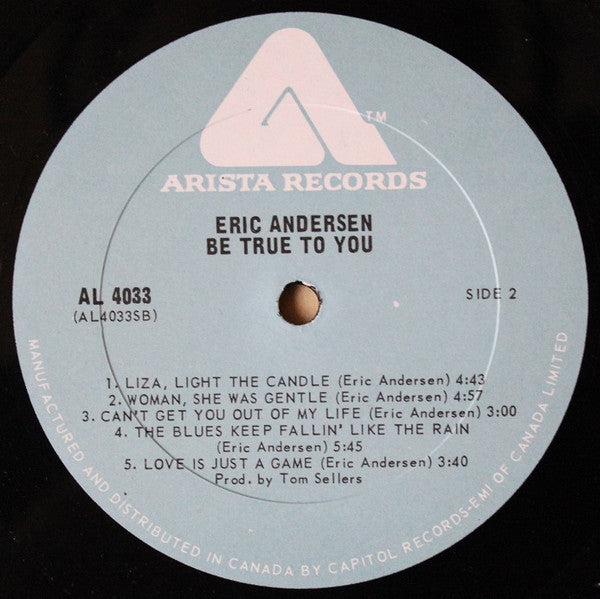 TM
ARISTA RECORDS
ERIC ANDERSEN
BE TRUE TO YOU
AL 4033
(AL4033SB)
SIDE 2
1. LIZA, LIGHT THE CANDLE (Eric Andersen) 4:43
2. WOMAN, SHE WAS GENTLE (Eric Andersen) 4:57
3. CAN'T GET YOU OUT OF MY LIFE (Eric Andersen) 3:00
4. THE BLUES KEEP FALLIN' LIKE THE RAIN
(Eric Andersen) 5:45
5. LOVE IS JUST A GAME (Eric Andersen) 3:40
Prod. by Tom Sellers
MANUFACTURED AND DISTRIBUTED IN CANADA BY CAPITOL RECORDS-EMI OF CANADA LIMITED